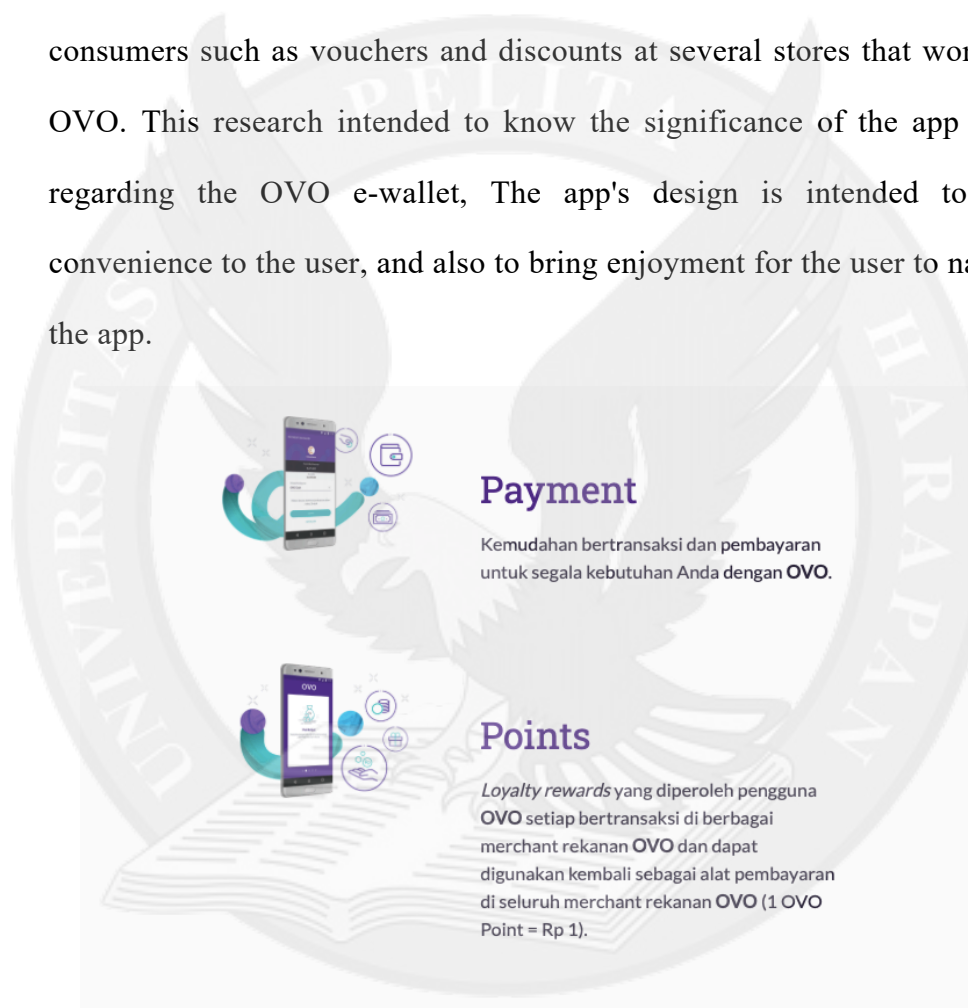 consumers such as vouchers and discounts at several stores that
OVO. This research intended to know the significance of the app
regarding the OVO e-wallet, The app's design is intended to
convenience to the user, and also to bring enjoyment for the user to
the app.
Payment
Kemudahan bertransaksi dan pembayaran
untuk segala kebutuhan Anda dengan OVO.
OVO
Points
Loyalty rewards yang diperoleh pengguna
OVO setiap bertransaksi di berbagai
merchant rekanan OVO dan dapat
digunakan kembali sebagai alat pembayaran
di seluruh merchant rekanan OVO (1 OVO
Point = Rp 1).
UNIVERSITAS PELITA HARAPAN